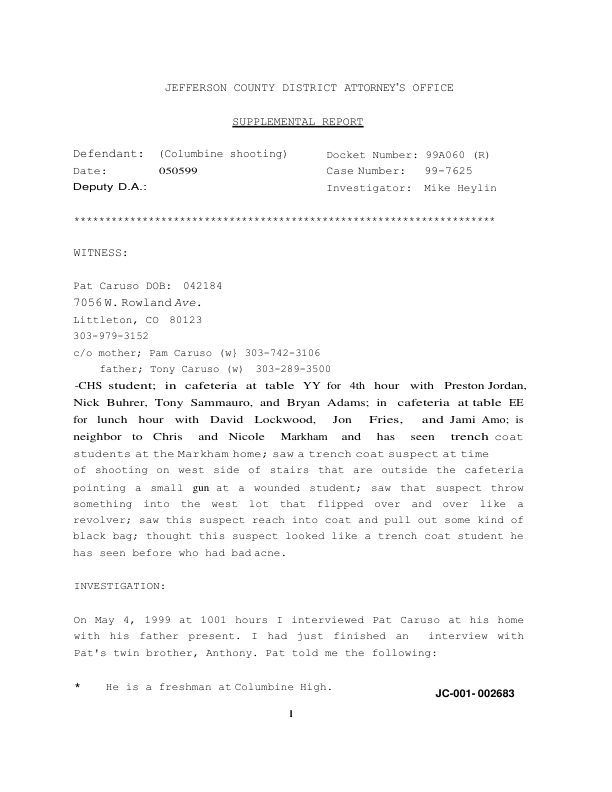 JEFFERSON COUNTY DISTRICT ATTORNEY'S OFFICE
SUPPLEMENTAL REPORT
Defendant: (Columbine shooting) Docket Number: 99A060 (R)
Date: 050599 Case Number: 99-7625
Deputy D.A.: Investigator: Mike Heylin
********************************************************************
WITNESS:
Pat Caruso DOB: 042184
7056 W. Rowland Ave.
Littleton, CO 80123
303-979-3152
c/o mother; Pam Caruso (w} 303-742-3106
father; Tony Caruso (w) 303-289-3500
-CHS student; in cafeteria at table YY for 4th hour with Preston Jordan,
Nick Buhrer, Tony Sammauro, and Bryan Adams; in cafeteria at table EE
for lunch hour with David Lockwood, Jon Fries, and Jami Amo; is
neighbor to Chris and Nicole Markham and has seen trench coat
students at the Markham home; saw a trench coat suspect at time
of shooting on west side of stairs that are outside the cafeteria
pointing a small gun at a wounded student; saw that suspect throw
something into the west lot that flipped over and over like a
revolver; saw this suspect reach into coat and pull out some kind of
black bag; thought this suspect looked like a trench coat student he
has seen before who had bad acne.
INVESTIGATION:
On May 4, 1999 at 1001 hours I interviewed Pat Caruso at his home
with his father present. I had just finished an interview with
Pat's twin brother, Anthony. Pat told me the following:
* He is a freshman at Columbine High.
JC-001-002683
1